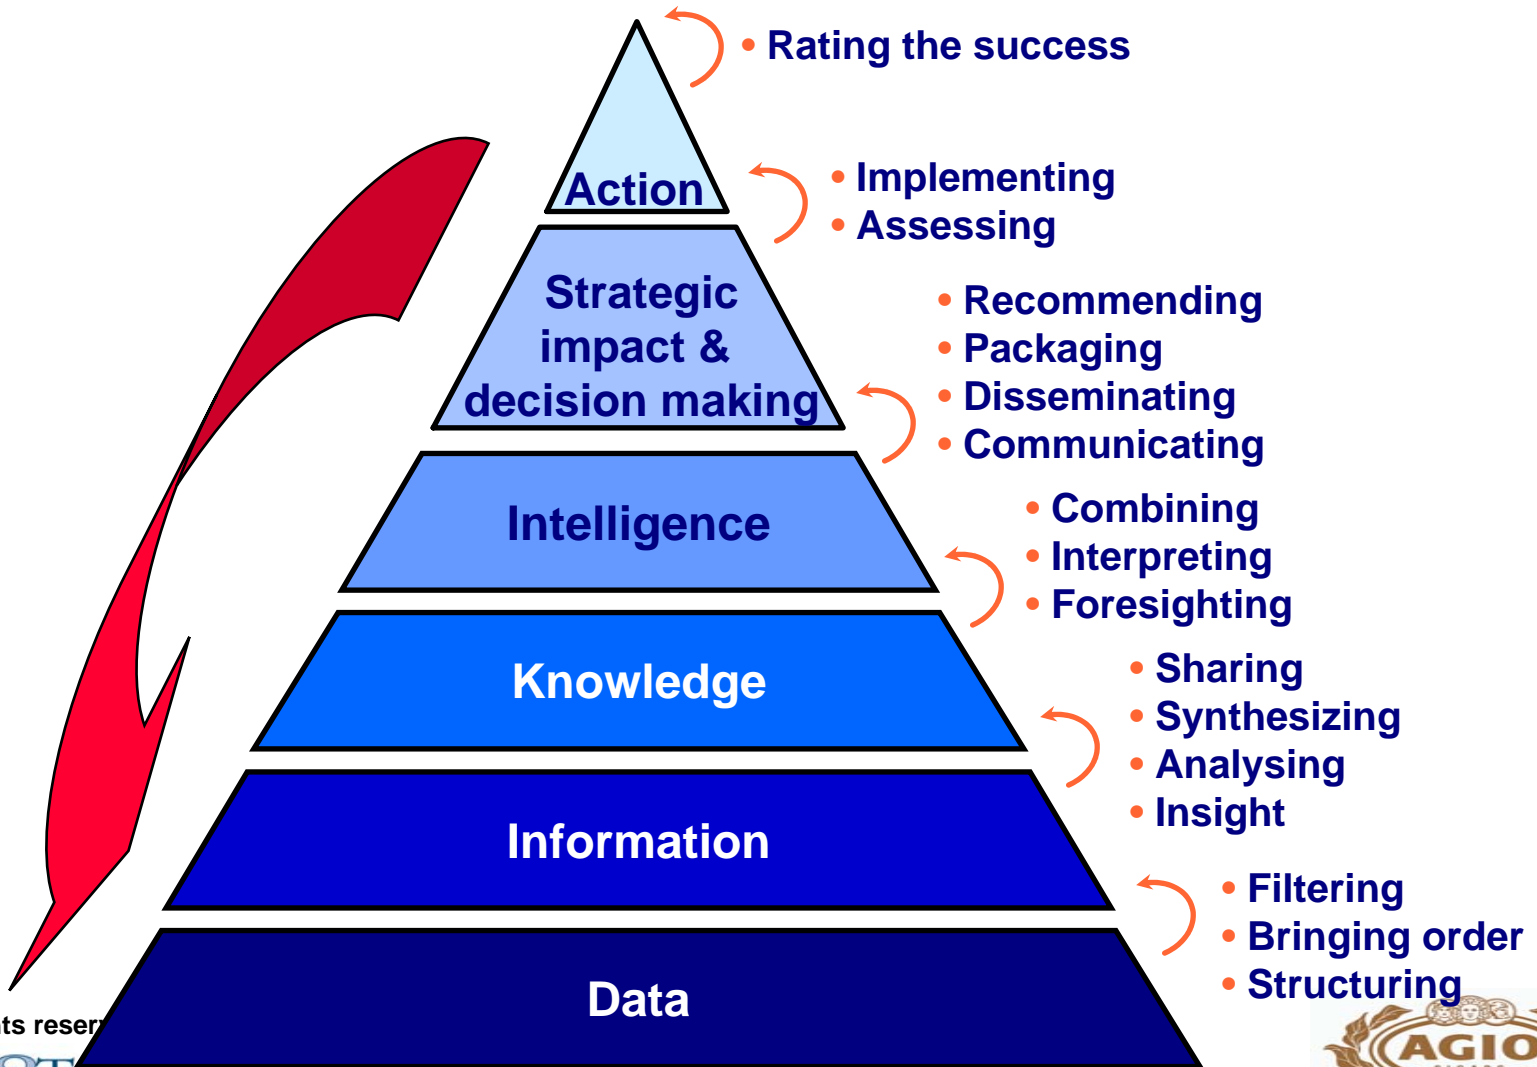 • Rating the success
Action
• Implementing
• Assessing
Strategic
impact &
decision making
• Recommending
• Packaging
• Disseminating
• Communicating
Intelligence
• Combining
• Interpreting
• Foresighting
Knowledge
• Sharing
• Synthesizing
• Analysing
• Insight
Information
• Filtering
• Bringing order
• Structuring
Data
AGIO